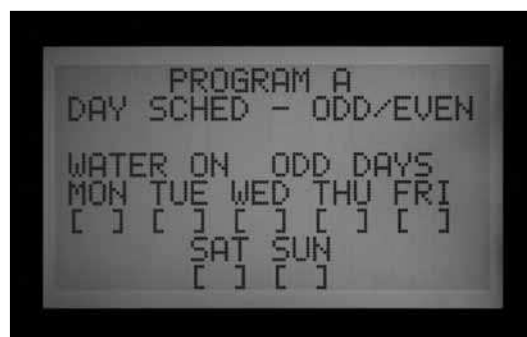 PROGRAM A
DAY SCHED - ODD/EVEN
WATER ON ODD DAYS
MON TUE WED THU FRI
[ ] [ ] [ ] [ ] [ ]
SAT SUN
[ ] [ ]